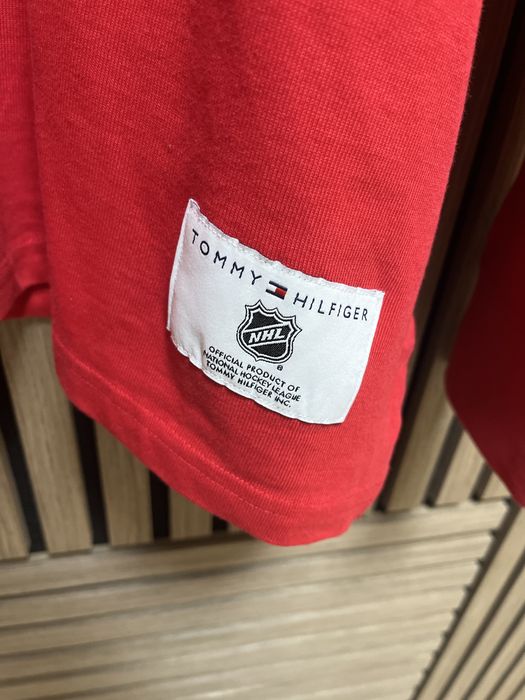 TOMMY HILFIGER
NHL
®
OFFICIAL PRODUCT OF
NATIONAL HOCKEY LEAGUE
TOMMY HILFIGER INC.